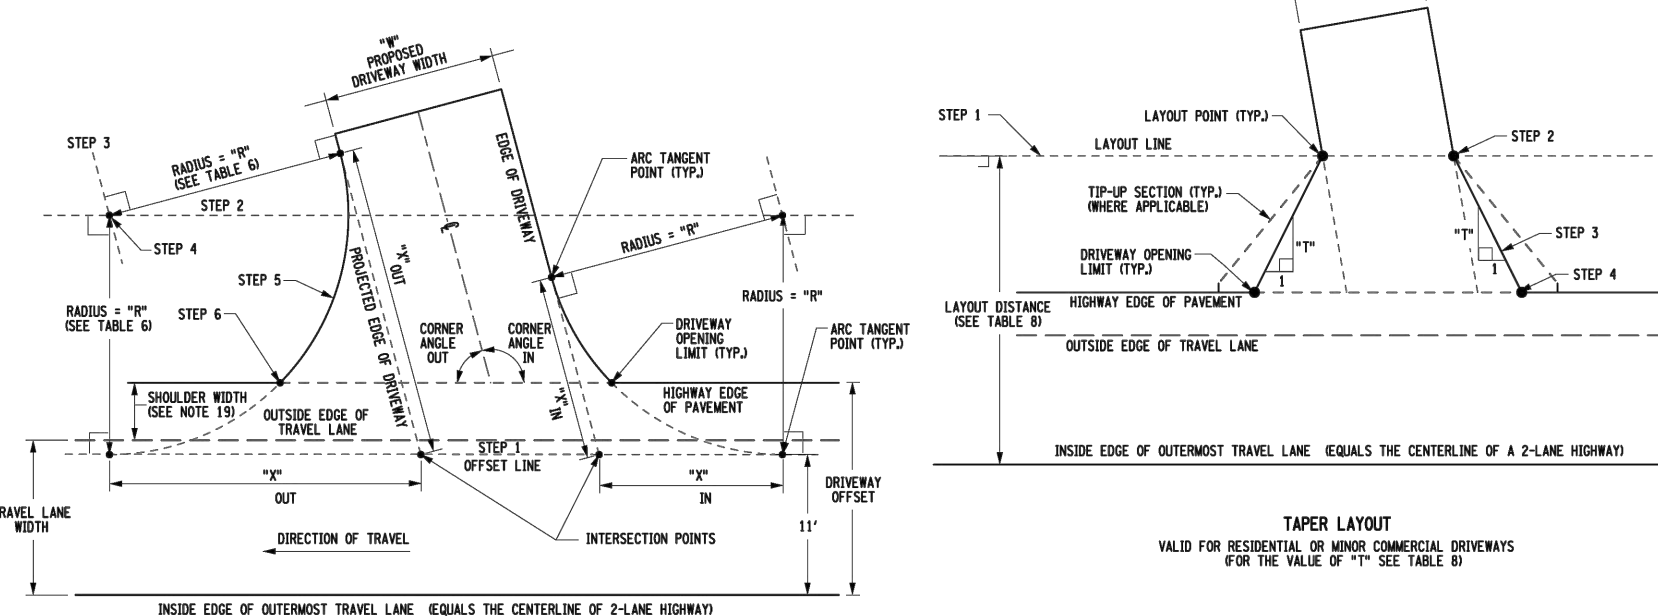 "W"
PROPOSED
DRIVEWAY WIDTH
STEP 3
RADIUS = "R"
(SEE TABLE 6)
STEP 2
STEP 4
RADIUS = "R"
(SEE TABLE 6)
STEP 5
STEP 6
"X" OUT
PROJECTED EDGE OF DRIVEWAY
EDGE OF DRIVEWAY
ARC TANGENT
POINT (TYP.)
RADIUS = "R"
RADIUS = "R"
CORNER
ANGLE
OUT
CORNER
ANGLE
IN
"X" IN
DRIVEWAY
OPENING
LIMIT (TYP.)
ARC TANGENT
POINT (TYP.)
SHOULDER WIDTH
(SEE NOTE 19)
OUTSIDE EDGE OF
TRAVEL LANE
HIGHWAY EDGE
OF PAVEMENT
STEP 1
OFFSET LINE
"X"
OUT
"X"
IN
DRIVEWAY
OFFSET
11'
RAVEL LANE
WIDTH
DIRECTION OF TRAVEL
INTERSECTION POINTS
INSIDE EDGE OF OUTERMOST TRAVEL LANE (EQUALS THE CENTERLINE OF 2-LANE HIGHWAY)
STEP 1
LAYOUT POINT (TYP.)
LAYOUT LINE
STEP 2
TIP-UP SECTION (TYP.)
(WHERE APPLICABLE)
"T"
1
"T"
1
STEP 3
DRIVEWAY OPENING
LIMIT (TYP.)
STEP 4
HIGHWAY EDGE OF PAVEMENT
LAYOUT DISTANCE
(SEE TABLE 8)
OUTSIDE EDGE OF TRAVEL LANE
INSIDE EDGE OF OUTERMOST TRAVEL LANE (EQUALS THE CENTERLINE OF A 2-LANE HIGHWAY)
TAPER LAYOUT
VALID FOR RESIDENTIAL OR MINOR COMMERCIAL DRIVEWAYS
(FOR THE VALUE OF "T" SEE TABLE 8)